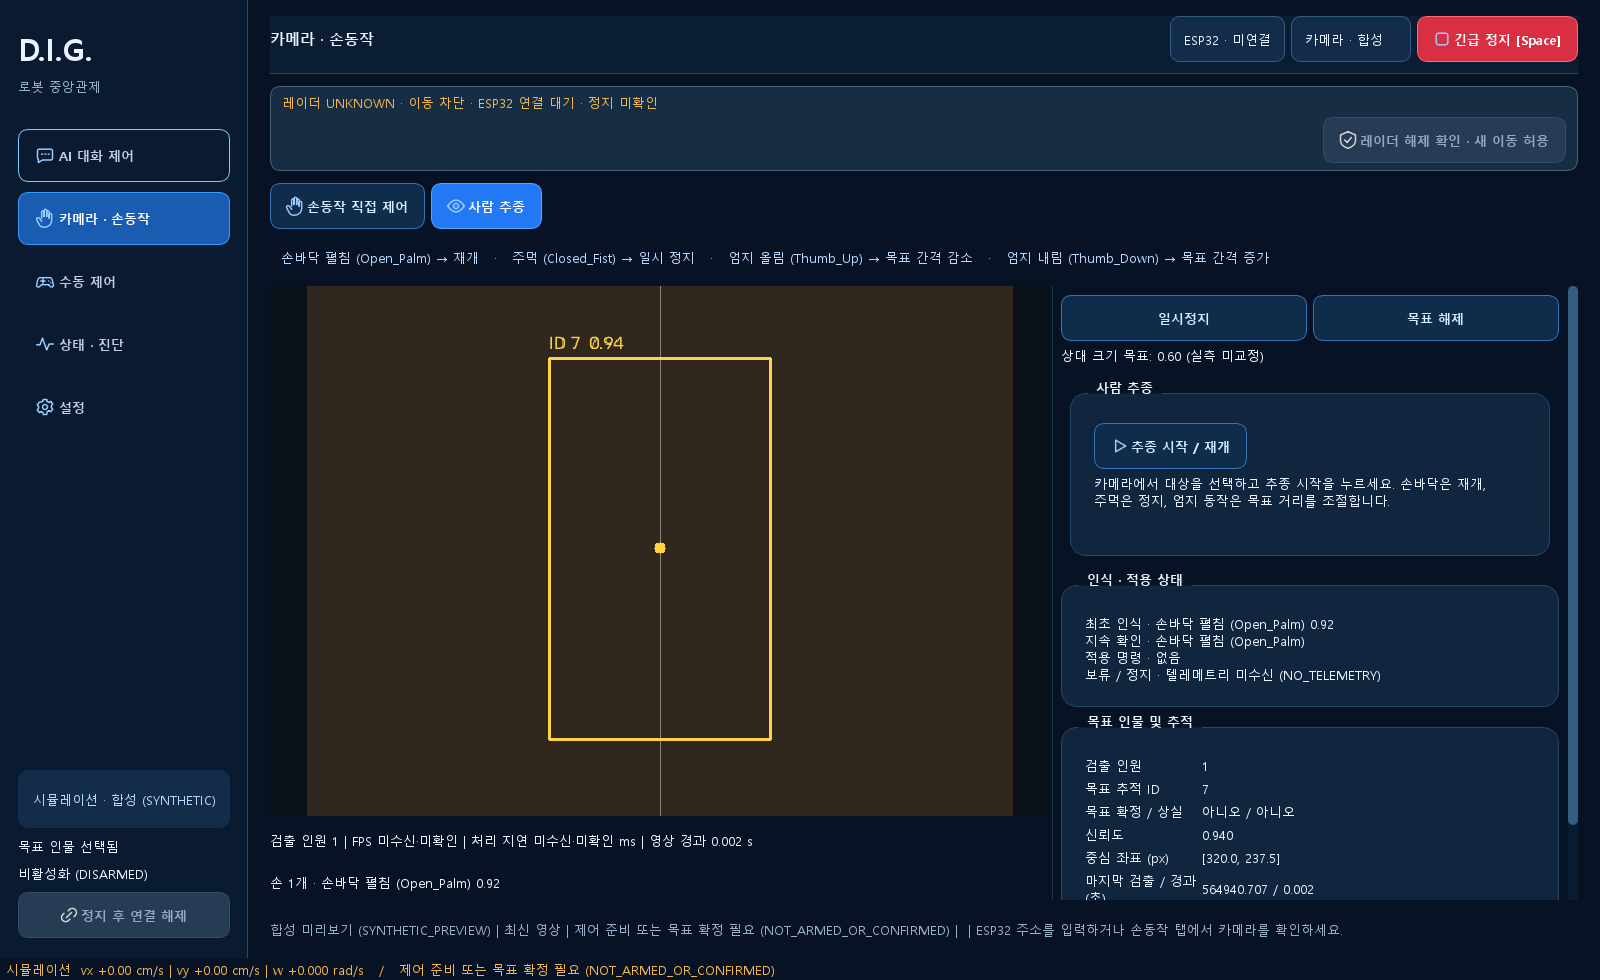 D.I.G.
로봇 중앙관제
AI 대화 제어
카메라 · 손동작
수동 제어
상태 · 진단
설정
시뮬레이션 · 합성 (SYNTHETIC)
목표 인물 선택됨
비활성화 (DISARMED)
정지 후 연결 해제
카메라 · 손동작
ESP32 · 미연결
카메라 · 합성
긴급 정지 [Space]
레이더 UNKNOWN · 이동 차단 · ESP32 연결 대기 · 정지 미확인
레이더 해제 확인 · 새 이동 허용
손동작 직접 제어
사람 추종
손바닥 펼침 (Open_Palm) → 재개 · 주먹 (Closed_Fist) → 일시 정지 · 엄지 올림 (Thumb_Up) → 목표 간격 감소 · 엄지 내림 (Thumb_Down) → 목표 간격 증가
ID 7 0.94
검출 인원 1 | FPS 미수신·미확인 | 처리 지연 미수신·미확인 ms | 영상 경과 0.002 s
손 1개 · 손바닥 펼침 (Open_Palm) 0.92
일시정지
목표 해제
상대 크기 목표: 0.60 (실측 미교정)
사람 추종
추종 시작 / 재개
카메라에서 대상을 선택하고 추종 시작을 누르세요. 손바닥은 재개,
주먹은 정지, 엄지 동작은 목표 거리를 조절합니다.
인식 · 적용 상태
최초 인식 · 손바닥 펼침 (Open_Palm) 0.92
지속 확인 · 손바닥 펼침 (Open_Palm)
적용 명령 · 없음
보류 / 정지 · 텔레메트리 미수신 (NO_TELEMETRY)
목표 인물 및 추적
검출 인원 1
목표 추적 ID 7
목표 확정 / 상실 아니오 / 아니오
신뢰도 0.940
중심 좌표 (px) [320.0, 237.5]
마지막 검출 / 경과 564940.707 / 0.002
(초)
합성 미리보기 (SYNTHETIC_PREVIEW) | 최신 영상 | 제어 준비 또는 목표 확정 필요 (NOT_ARMED_OR_CONFIRMED) | | ESP32 주소를 입력하거나 손동작 탭에서 카메라를 확인하세요.
시뮬레이션 vx +0.00 cm/s | vy +0.00 cm/s | w +0.000 rad/s / 제어 준비 또는 목표 확정 필요 (NOT_ARMED_OR_CONFIRMED)